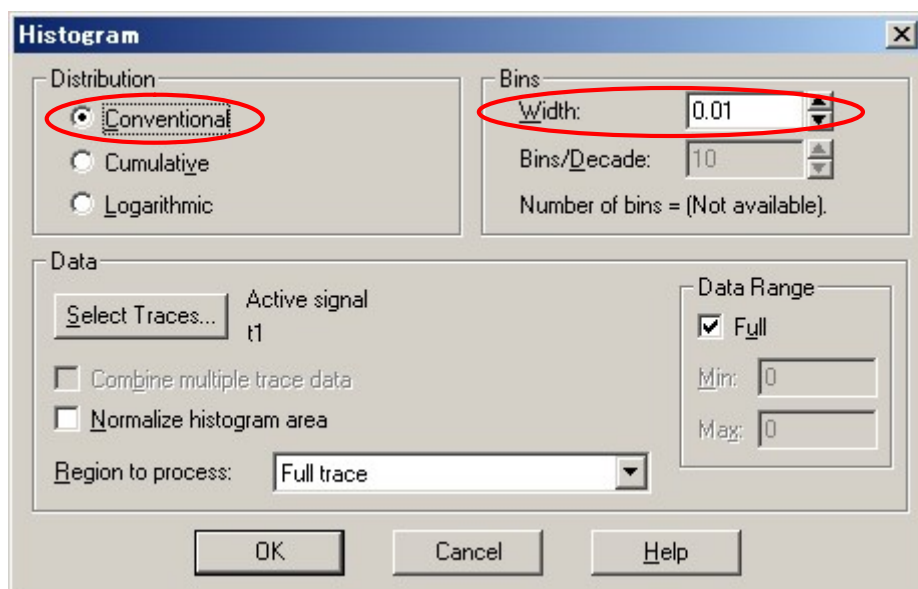 Histogram
Distribution
Conventional
Cumulative
Logarithmic
Bins
Width: 0.01
Bins/Decade: 10
Number of bins = (Not available).
Data
Select Traces...
Active signal
t1
Combine multiple trace data
Normalize histogram area
Region to process: Full trace
Data Range
Full
Min: 0
Max: 0
OK Cancel Help